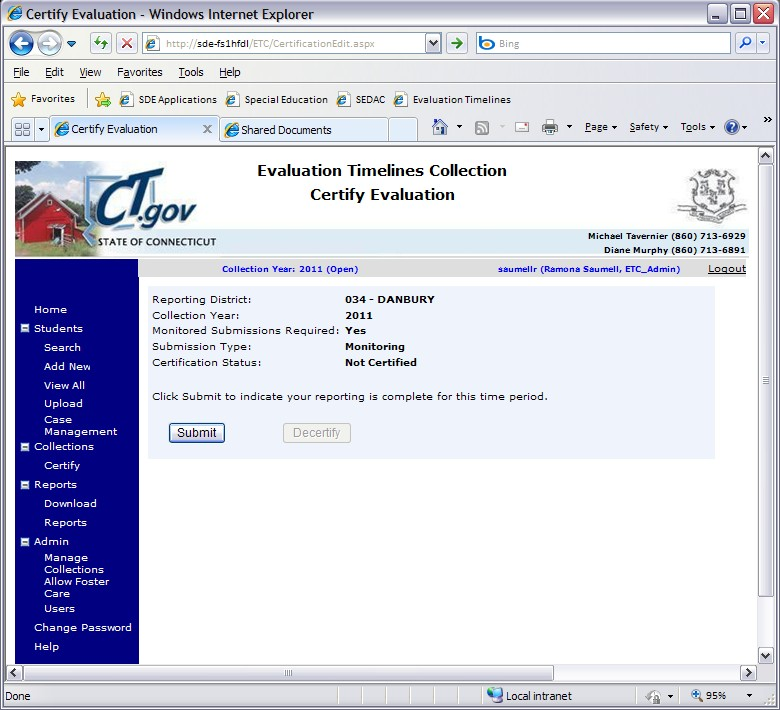 Certify Evaluation - Windows Internet Explorer
http://sde-fs1hfdl/ETC/CertificationEdit.aspx
Bing
File Edit View Favorites Tools Help
Favorites SDE Applications Special Education SEDAC Evaluation Timelines
Certify Evaluation X Shared Documents Page Safety Tools ? »
CT.gov
STATE OF CONNECTICUT
Evaluation Timelines Collection
Certify Evaluation
Michael Tavernier (860) 713-6929
Diane Murphy (860) 713-6891
Collection Year: 2011 (Open) saumellr (Ramona Saumell, ETC_Admin) Logout
Home
Students
Search
Add New
View All
Upload
Case
Management
Collections
Certify
Reports
Download
Reports
Admin
Manage
Collections
Allow Foster
Care
Users
Change Password
Help
Reporting District: 034 - DANBURY
Collection Year: 2011
Monitored Submissions Required: Yes
Submission Type: Monitoring
Certification Status: Not Certified
Click Submit to indicate your reporting is complete for this time period.
Submit Decertify
Done Local intranet 95%